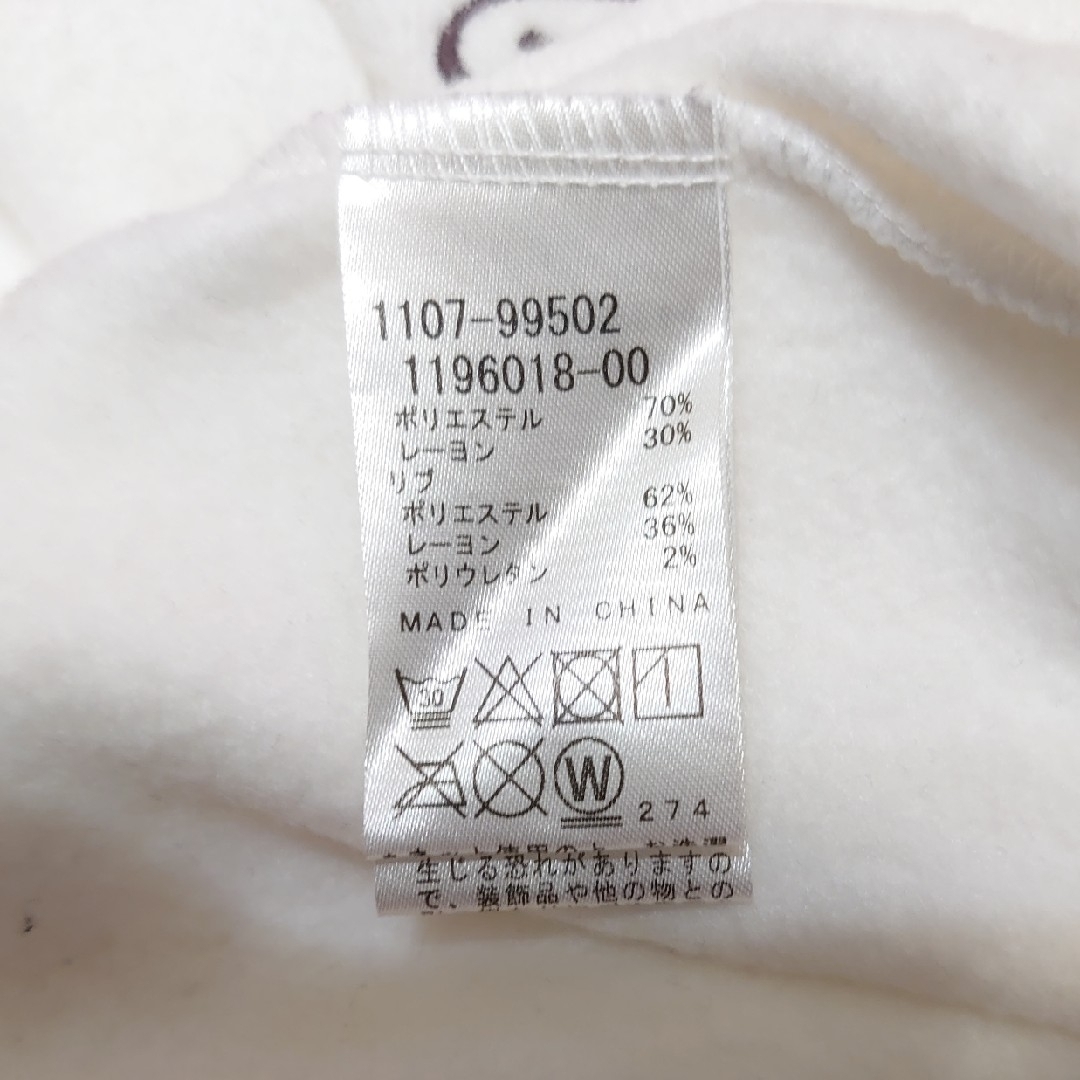 1107-99502
1196018-00
ポリエステル 70%
レーヨン 30%
リブ
ポリエステル 62%
レーヨン 36%
ポリウレタン 2%
MADE IN CHINA
30
W 274
生じる恐れがありますの
で、装飾品や他の物との